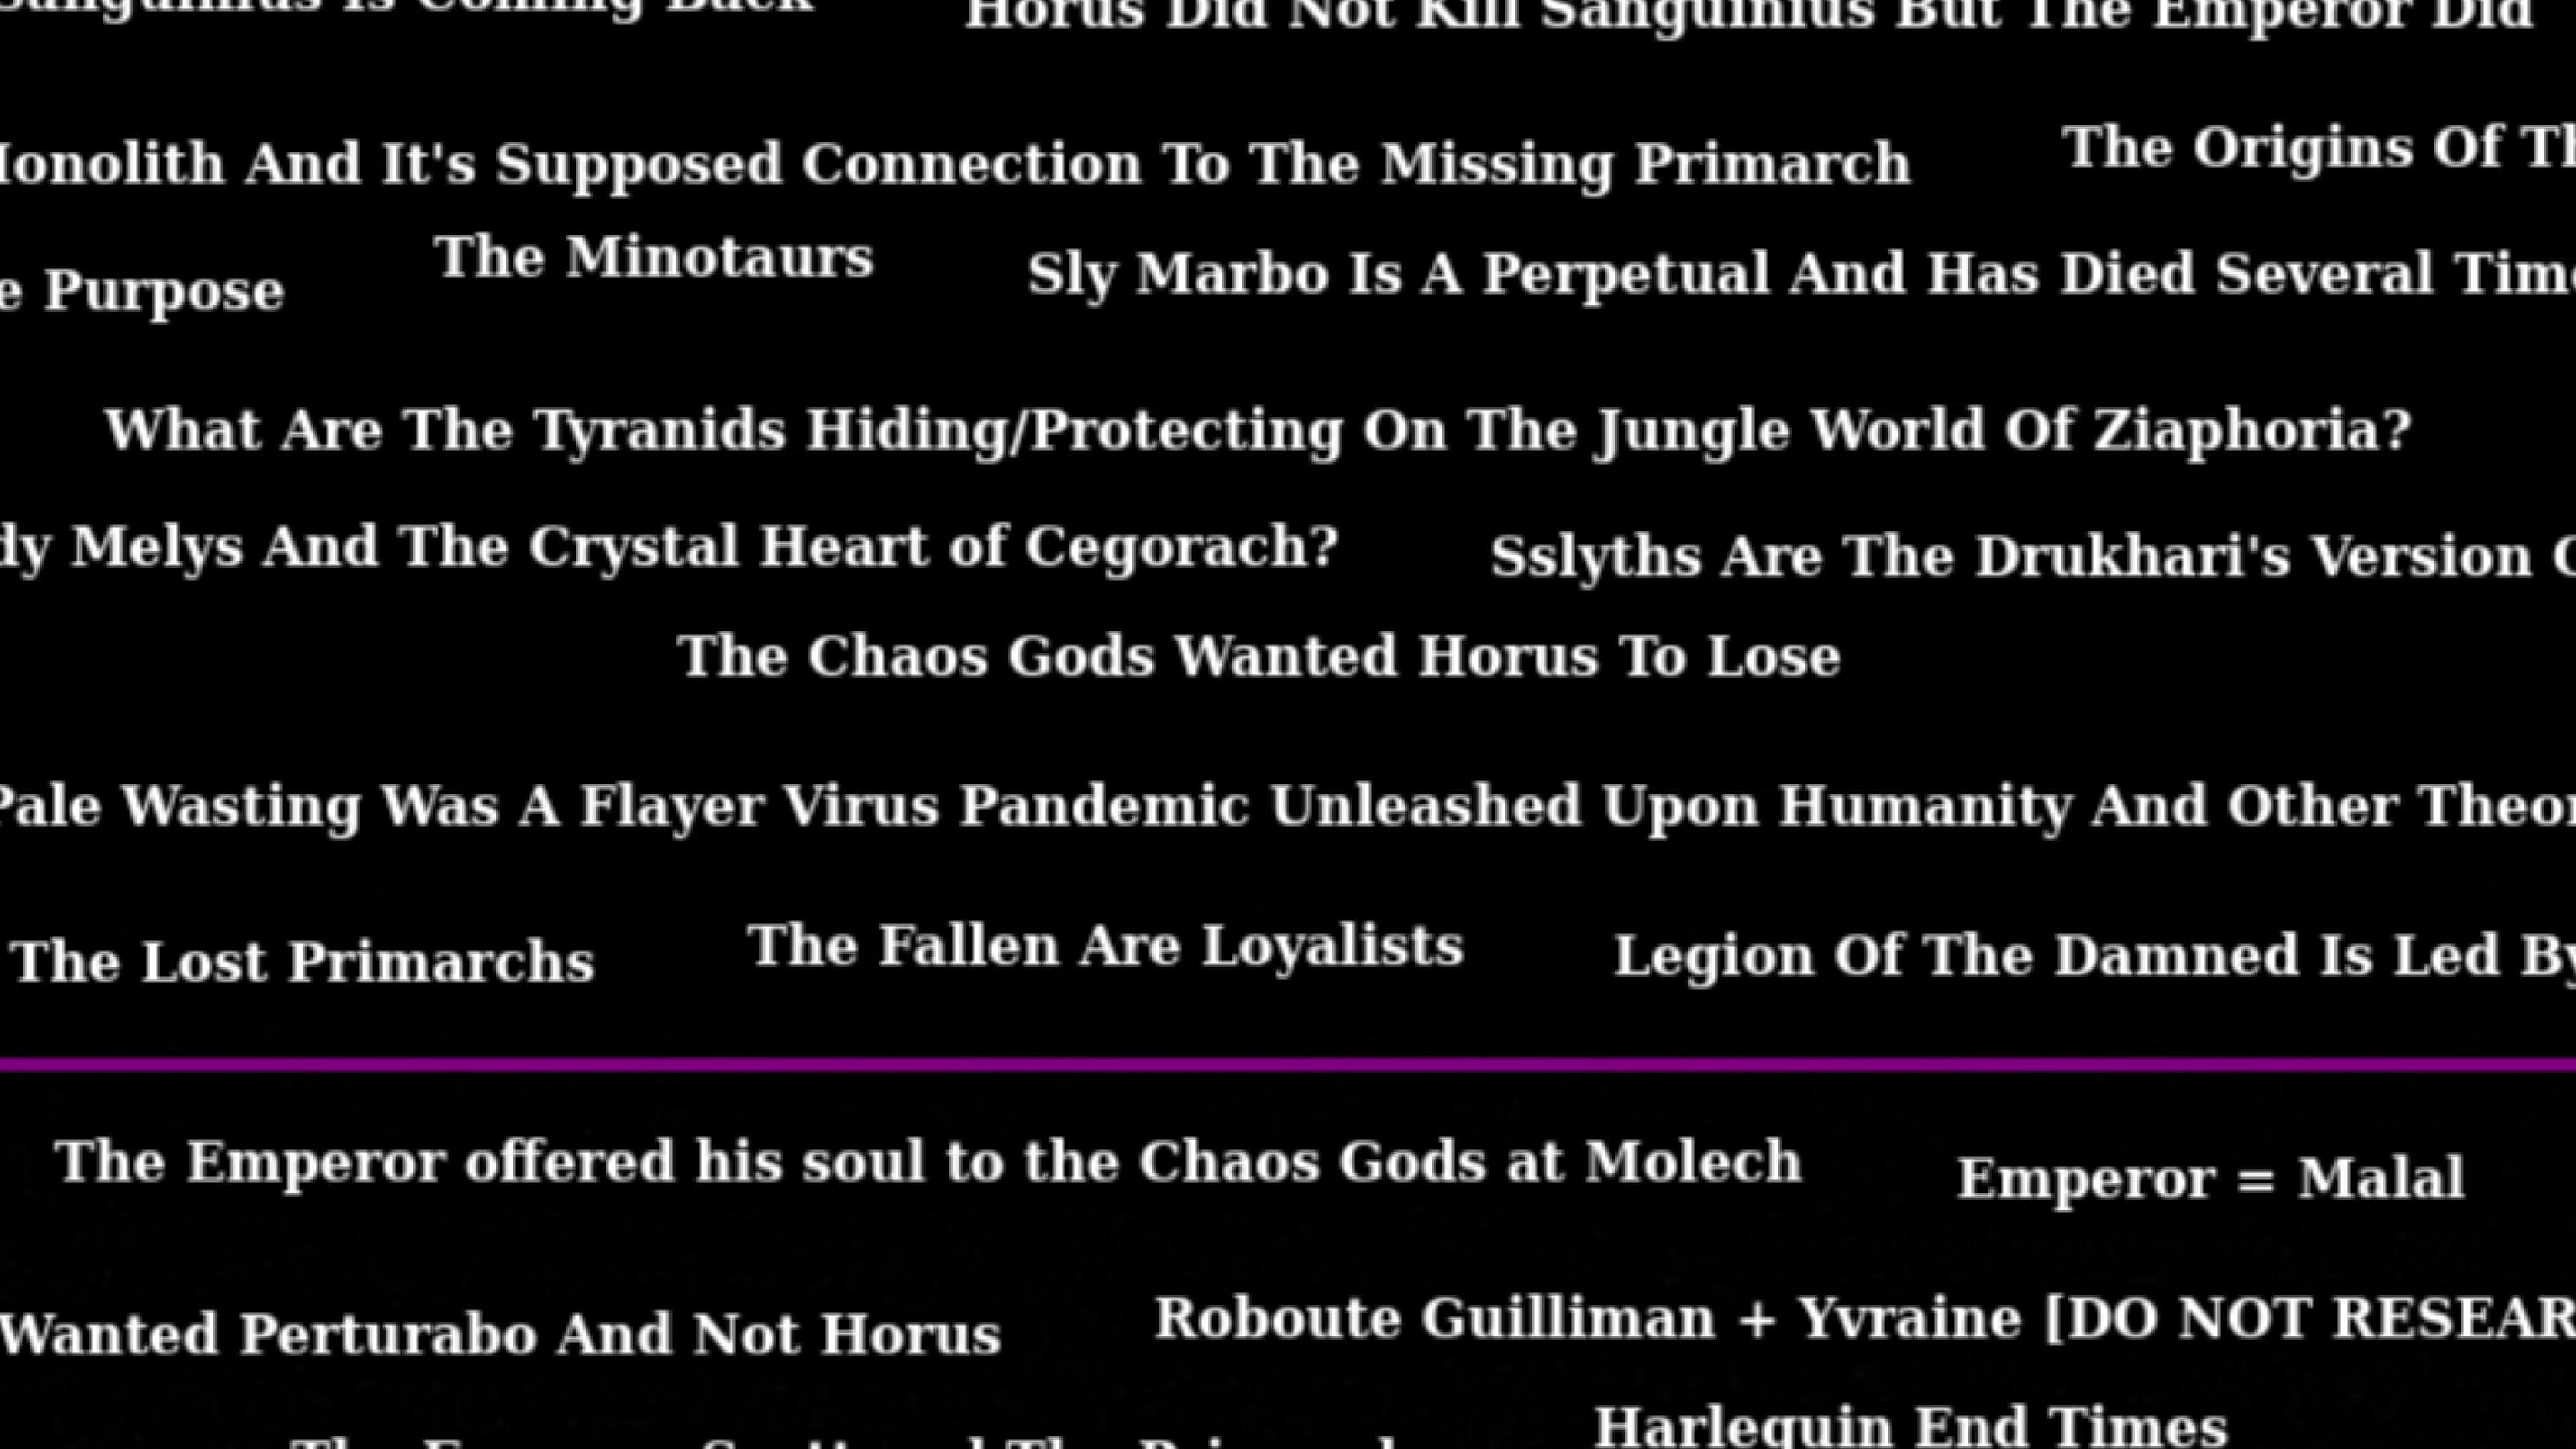 Sanguinius Is Coming Back
Horus Did Not Kill Sanguinius But The Emperor Did
And It's Supposed Connection To The Missing Primarch
The Origins Of
Purpose
The Minotaurs
Sly Marbo Is A Perpetual And Has Died Several
What Are The Tyranids Hiding/Protecting On The Jungle World Of Ziaphoria?
Melys And The Crystal Heart of Cegorach?
Sslyths Are The Drukhari's Version
The Chaos Gods Wanted Horus To Lose
Pale Wasting Was A Flayer Virus Pandemic Unleashed Upon Humanity And Other
The Lost Primarchs
The Fallen Are Loyalists
Legion Of The Damned Is Led By
The Emperor offered his soul to the Chaos Gods at Molech
Emperor = Malal
Wanted Perturabo And Not Horus
Roboute Guilliman + Yvraine [DO NOT
Harlequin End Times